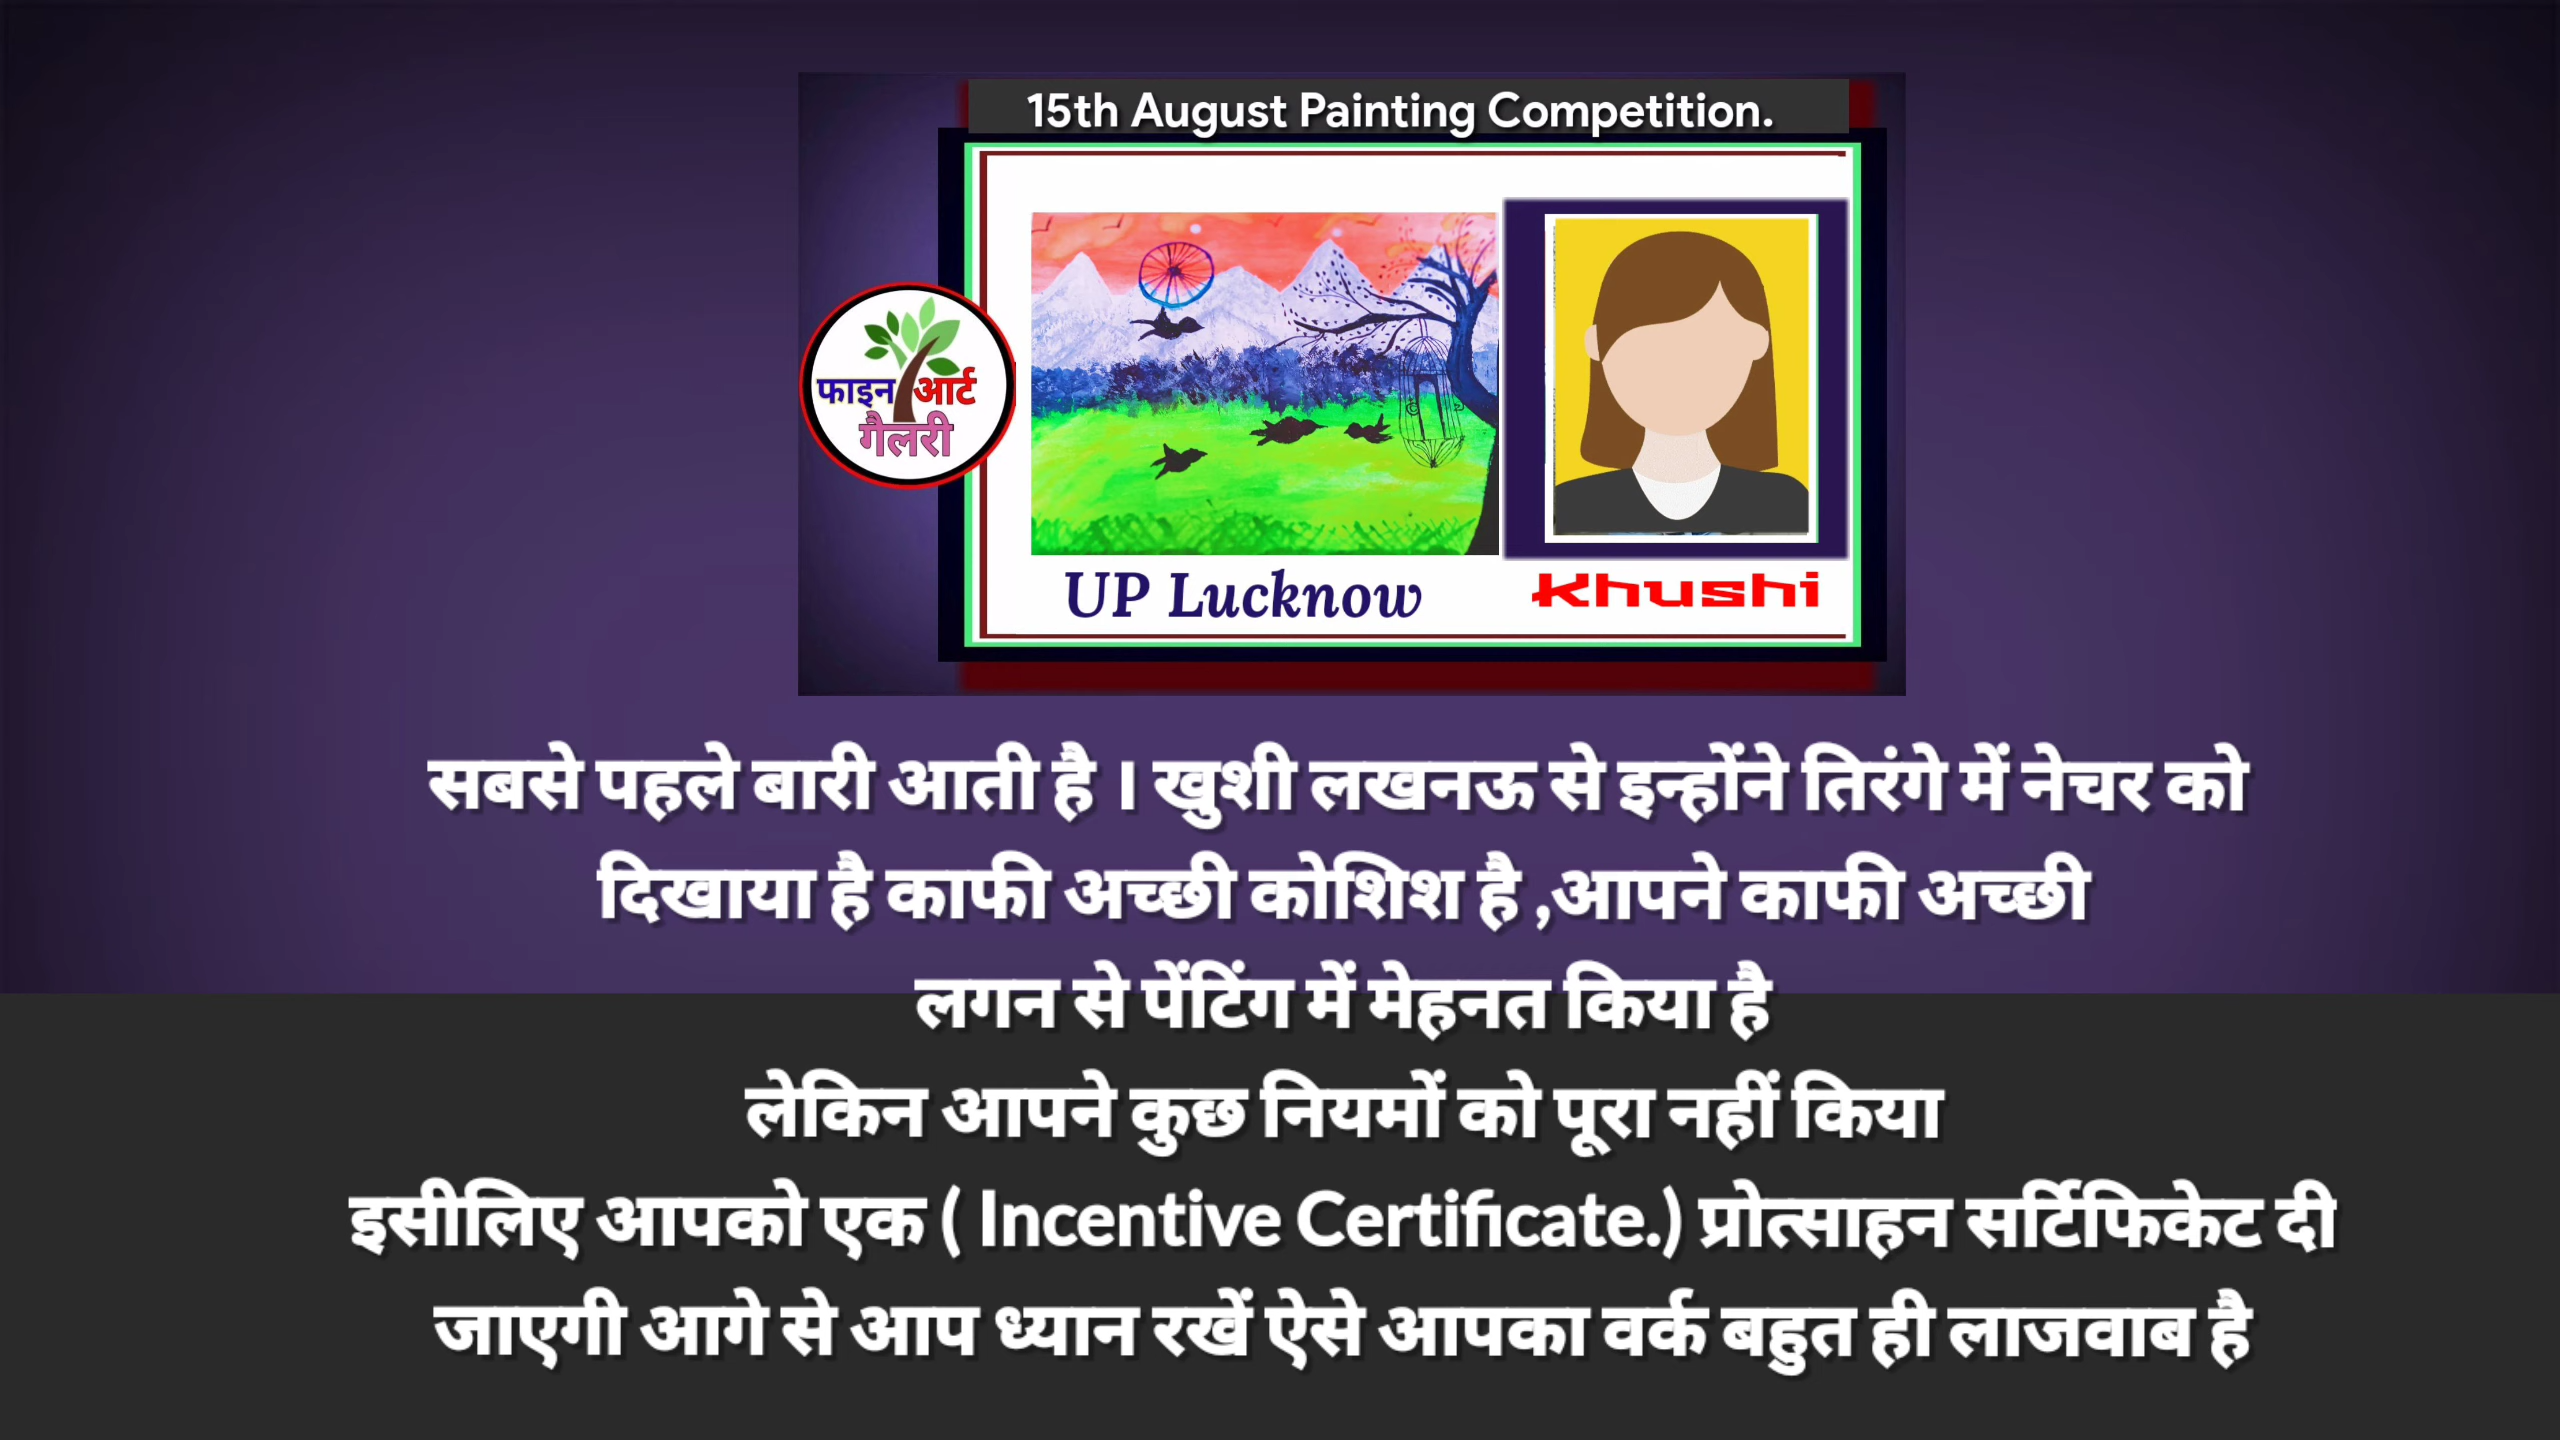 15th August Painting Competition.
फाइन आर्ट
गैलरी
UP Lucknow
Khushi
सबसे पहले बारी आती है । खुशी लखनऊ से इन्होंने तिरंगे में नेचर को
दिखाया है काफी अच्छी कोशिश है ,आपने काफी अच्छी
लगन से पेंटिंग में मेहनत किया है
लेकिन आपने कुछ नियमों को पूरा नहीं किया
इसीलिए आपको एक ( Incentive Certificate.) प्रोत्साहन सर्टिफिकेट दी
जाएगी आगे से आप ध्यान रखें ऐसे आपका वर्क बहुत ही लाजवाब है